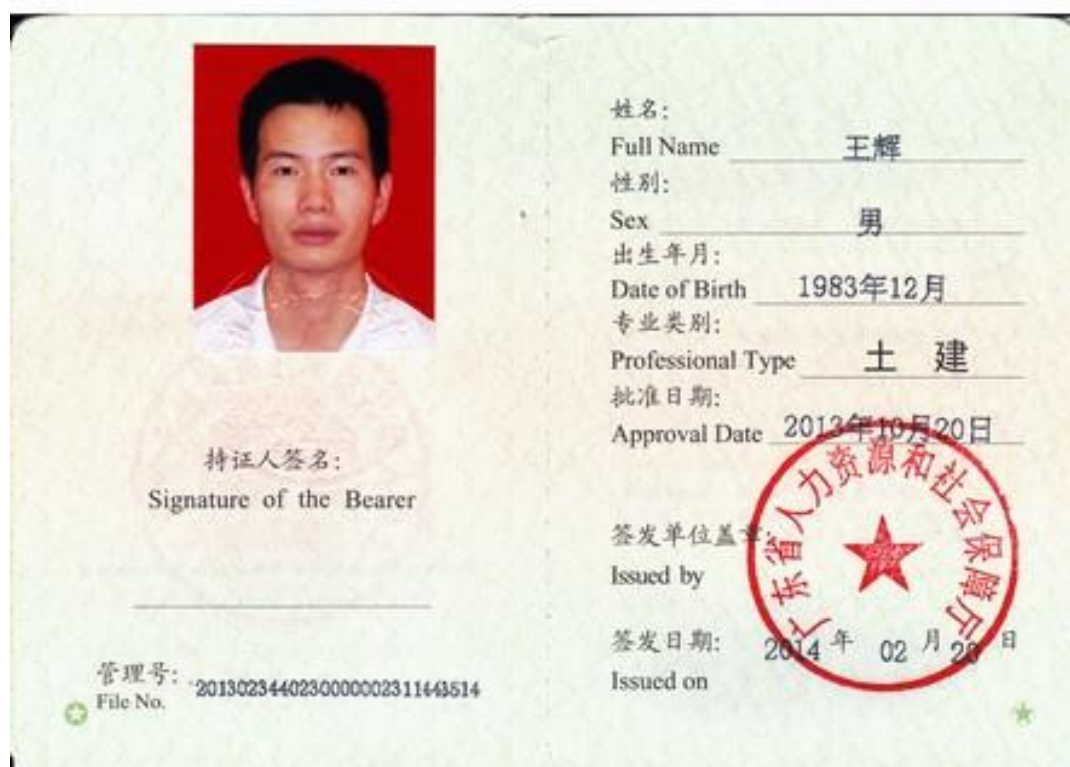 持证人签名：
Signature of the Bearer
管理号：
File No.
姓名：
Full Name 王辉
性别：
Sex 男
出生年月：
Date of Birth 1983年12月
专业类别：
Professional Type 土 建
批准日期：
Approval Date 2013年10月20日
签发单位盖章：
Issued by
广东省人力资源和社会保障厅
签发日期： 2014 年 02 月 20 日
Issued on